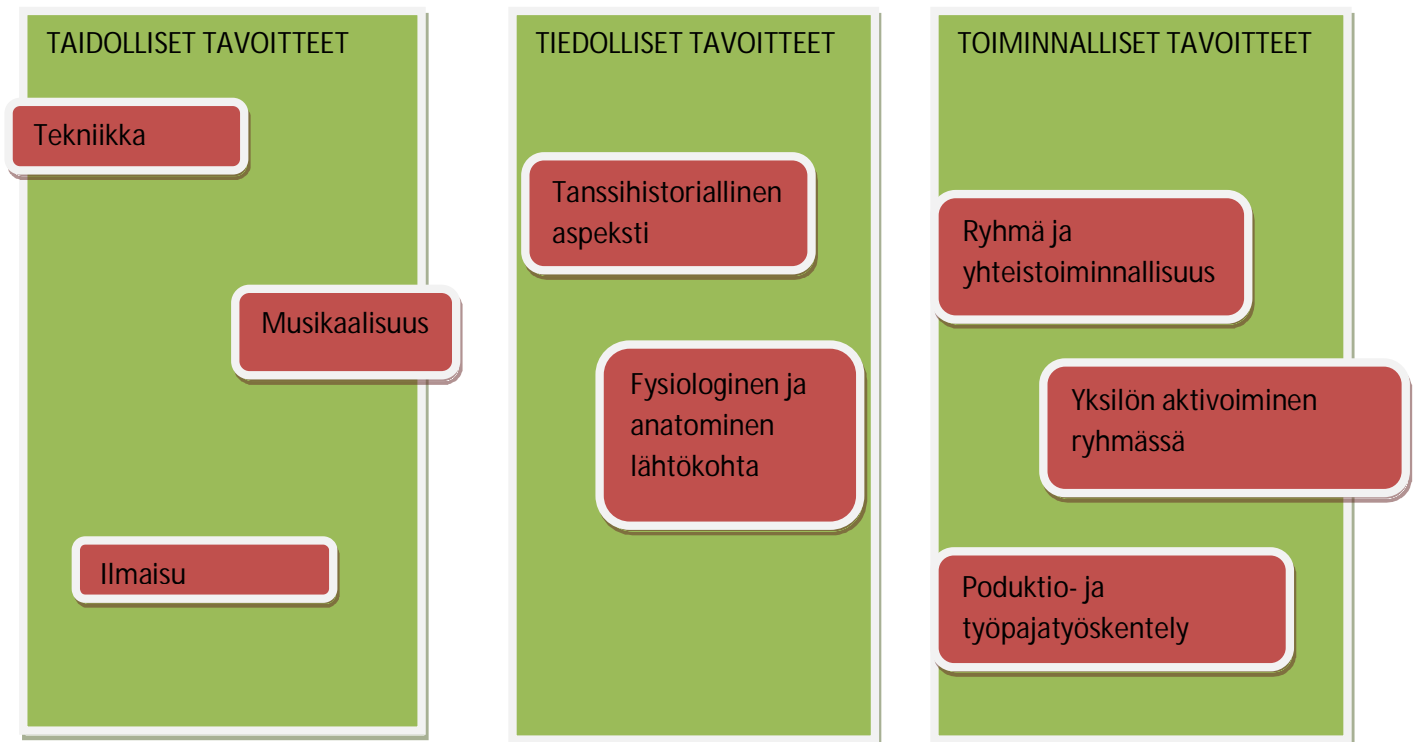 TAIDOLLISET TAVOITTEET
Tekniikka
Musikaalisuus
Ilmaisu
TIEDOLLISET TAVOITTEET
Tanssihistoriallinen
aspeksti
Fysiologinen ja
anatominen
lähtökohta
TOIMINNALLISET TAVOITTEET
Ryhmä ja
yhteistoiminnallisuus
Yksilön aktivoiminen
ryhmässä
Poduktio- ja
työpajatyöskentely